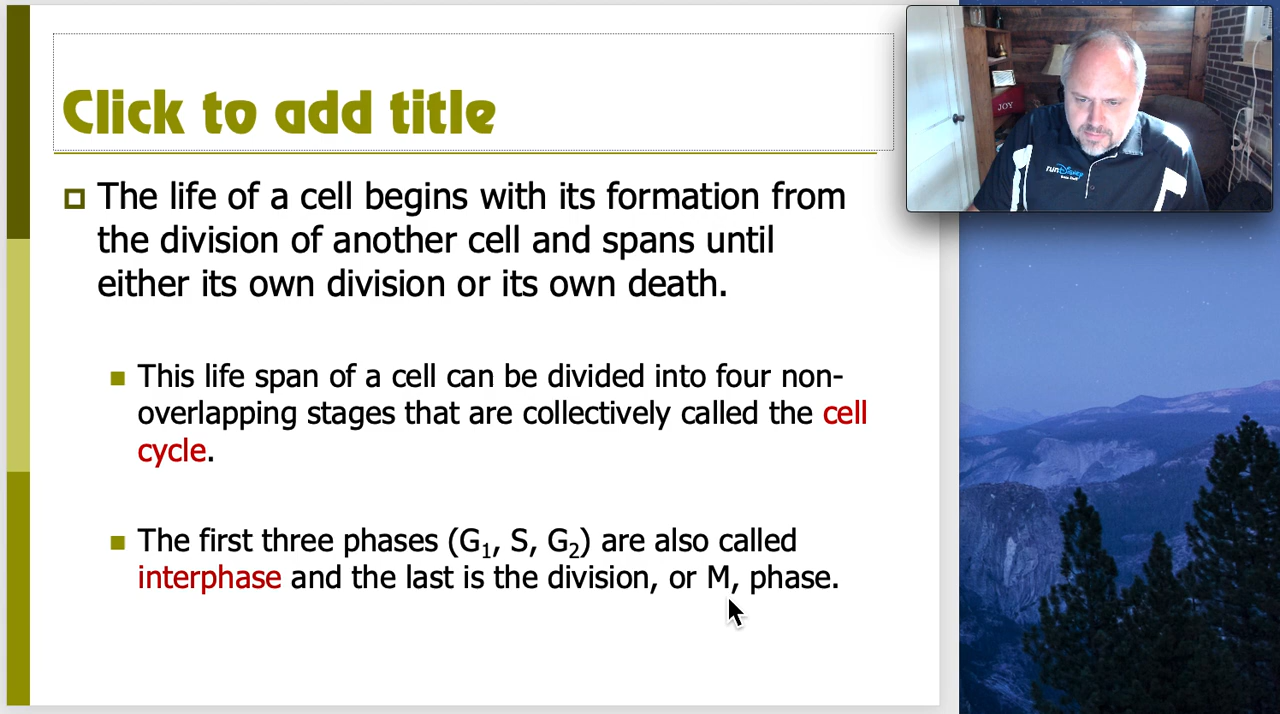 Click to add title
The life of a cell begins with its formation from
the division of another cell and spans until
either its own division or its own death.
This life span of a cell can be divided into four non-
overlapping stages that are collectively called the cell
cycle.
The first three phases (G₁, S, G₂) are also called
interphase and the last is the division, or M, phase.
JOY
runDisney